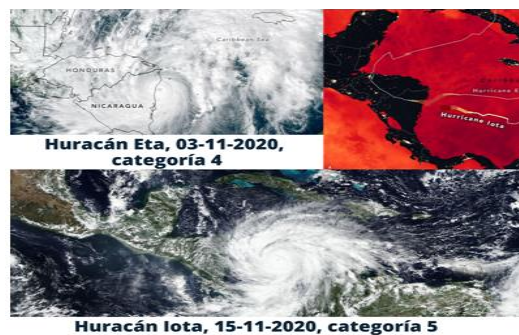 Caribbean Sea
HONDURAS
NICARAGUA
Hurricane
Hurricane Iota
Huracán Eta, 03-11-2020,
categoría 4
Huracán Iota, 15-11-2020, categoría 5